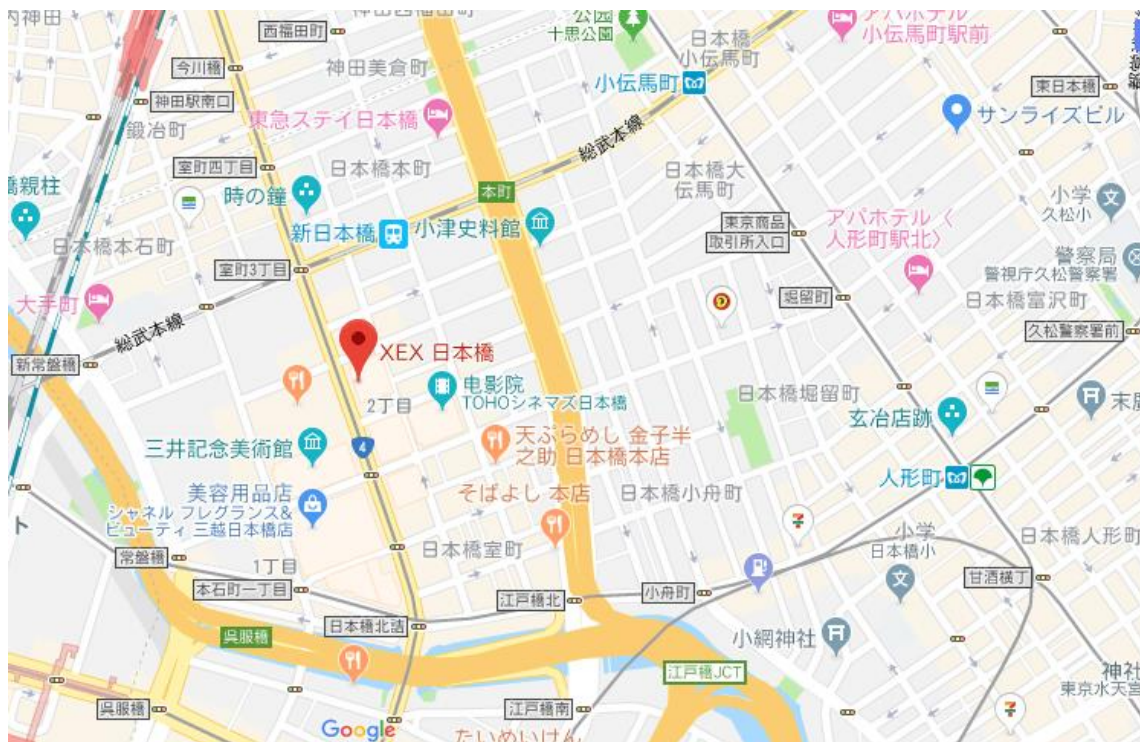 内神田
西福田町
神田西福田町
公園
十思公園
日本橋
小伝馬町
アパホテル
小伝馬町駅前
今川橋
神田美倉町
小伝馬町
東日本橋
神田駅南口
鍛冶町
東急ステイ日本橋
総武本線
サンライズビル
室町四丁目
日本橋本町
本町
日本橋大
伝馬町
橋親柱
時の鐘
小学
久松小
新日本橋
小津史料館
東京商品
取引所入口
アパホテル〈
人形町駅北〉
日本橋本石町
室町3丁目
警察局
警視庁久松警察署
大手町
堀留町
日本橋富沢町
総武本線
久松警察署前
新常盤橋
XEX 日本橋
电影院
TOHOシネマズ日本橋
2丁目
日本橋堀留町
玄冶店跡
4
三井記念美術館
天ぷらめし 金子半
之助 日本橋本店
人形町
美容用品店
シャネル フレグランス&
ビューティ 三越日本橋店
そばよし 本店
日本橋小舟町
ト
日本橋室町
小学
日本橋小
日本橋人形町
常盤橋
1丁目
本石町一丁目
江戸橋北
小舟町
甘酒横丁
呉服橋
日本橋北詰
小網神社
江戸橋JCT
神社
東京水天宮
呉服橋
江戸橋南
Google
たいめいけん